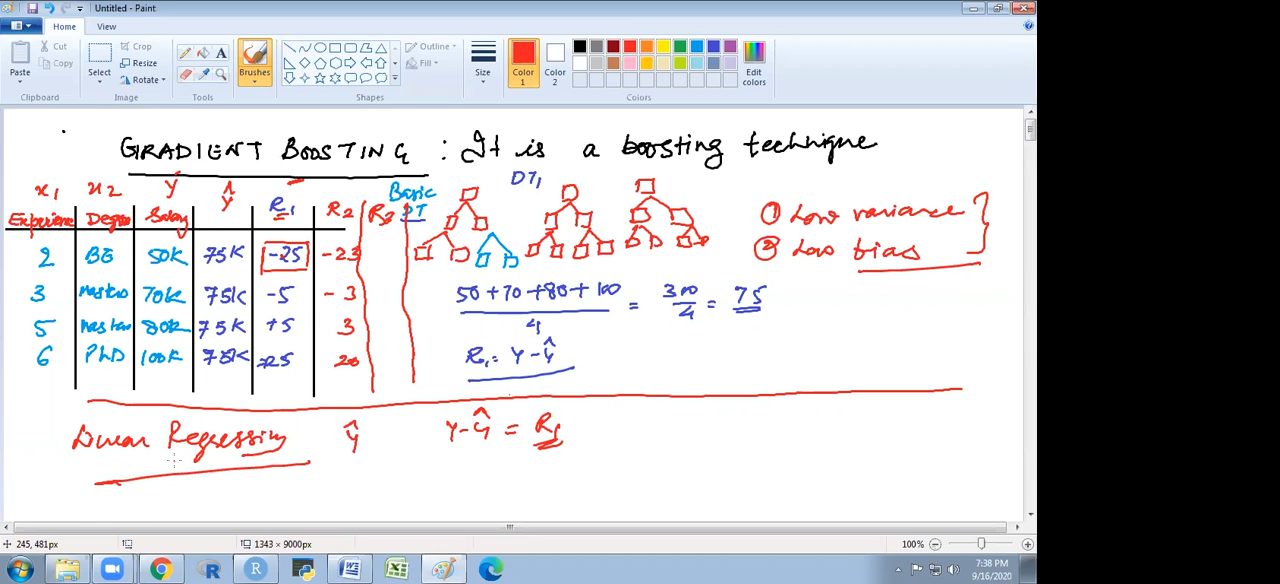 Untitled - Paint
Home View
Paste Cut Copy Clipboard
Select Crop Resize Rotate Image
Tools
Brushes
Outline Fill Shapes
Size
Color 1 Color 2 Edit colors Colors
GRADIENT BOOSTING : It is a boosting technique
x1 x2 y ŷ R1 R2 R3 Basic DT DT1
Experience Degree Salary
2 BE 50K 75K -25 -23
3 Masters 70K 75K -5 -3
5 Masters 80K 75K +5 3
6 PhD 100K 75K +25 20
① Low variance
② Low bias
50 + 70 + 80 + 100 / 4 = 300 / 4 = 75
R1 = Y - Ŷ
Linear Regression ŷ Y - Ŷ = R1
245, 481px 1343 × 9000px 100%
7:38 PM
9/16/2020